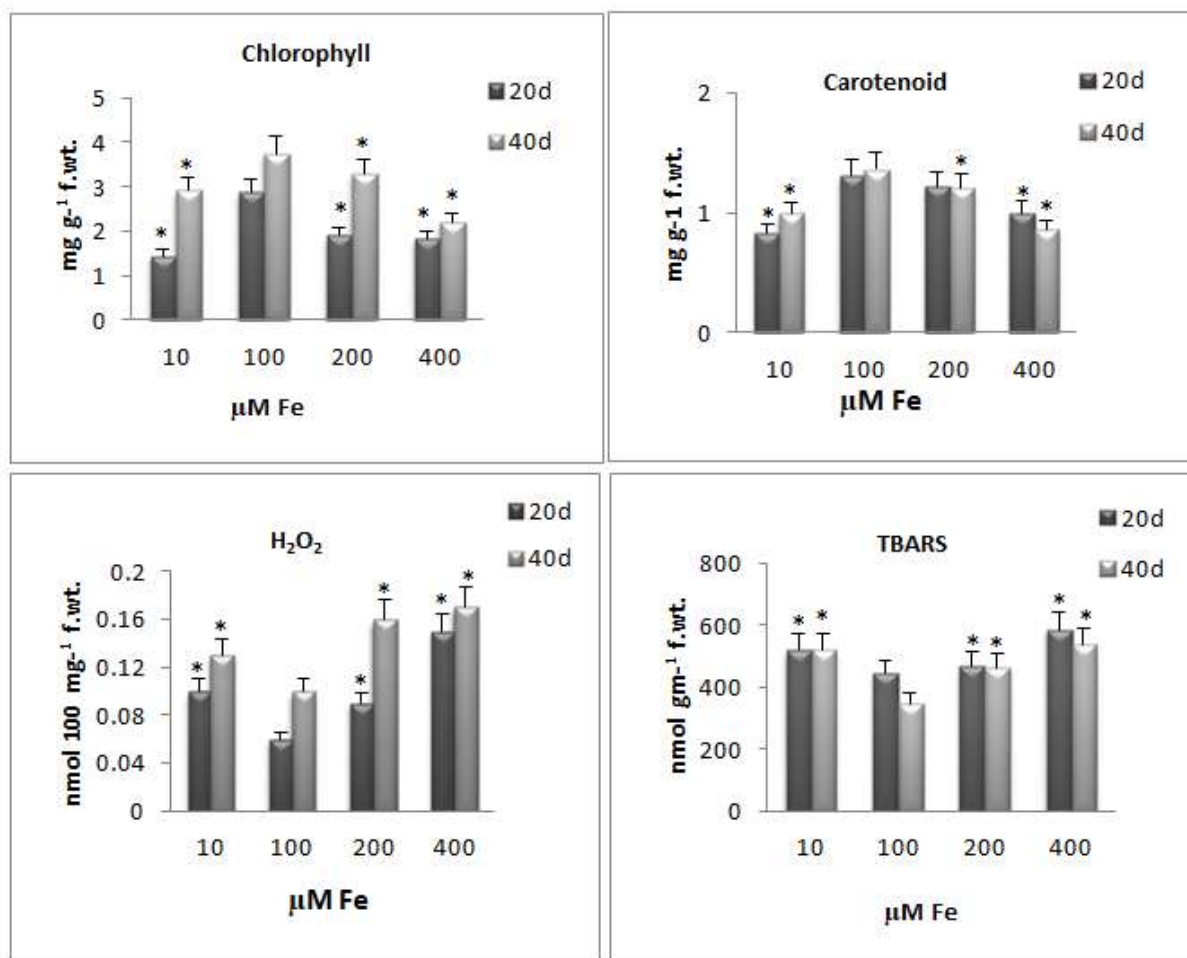 Chlorophyll
20d
40d
5
4
3
2
1
0
mg g-¹ f.wt.
* * * * * *
10 100 200 400
µM Fe
Carotenoid
20d
40d
2
1
0
mg g-1 f.wt.
* * * * *
10 100 200 400
µM Fe
H₂O₂
20d
40d
0.2
0.16
0.12
0.08
0.04
0
nmol 100 mg-¹ f.wt.
* * * * * *
10 100 200 400
µM Fe
TBARS
20d
40d
800
600
400
200
0
nmol gm-¹ f.wt.
* * * * * *
10 100 200 400
µM Fe